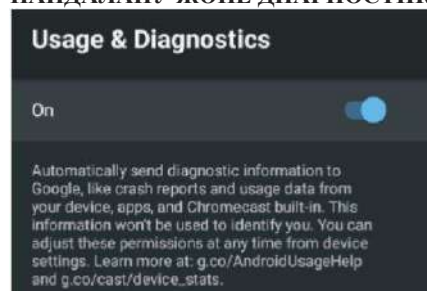 Usage & Diagnostics
On
Automatically send diagnostic information to
Google, like crash reports and usage data from
your device, apps, and Chromecast built-in. This
information won't be used to identify you. You can
adjust these permissions at any time from device
settings. Learn more at: g.co/AndroidUsageHelp
and g.co/cast/device_stats.